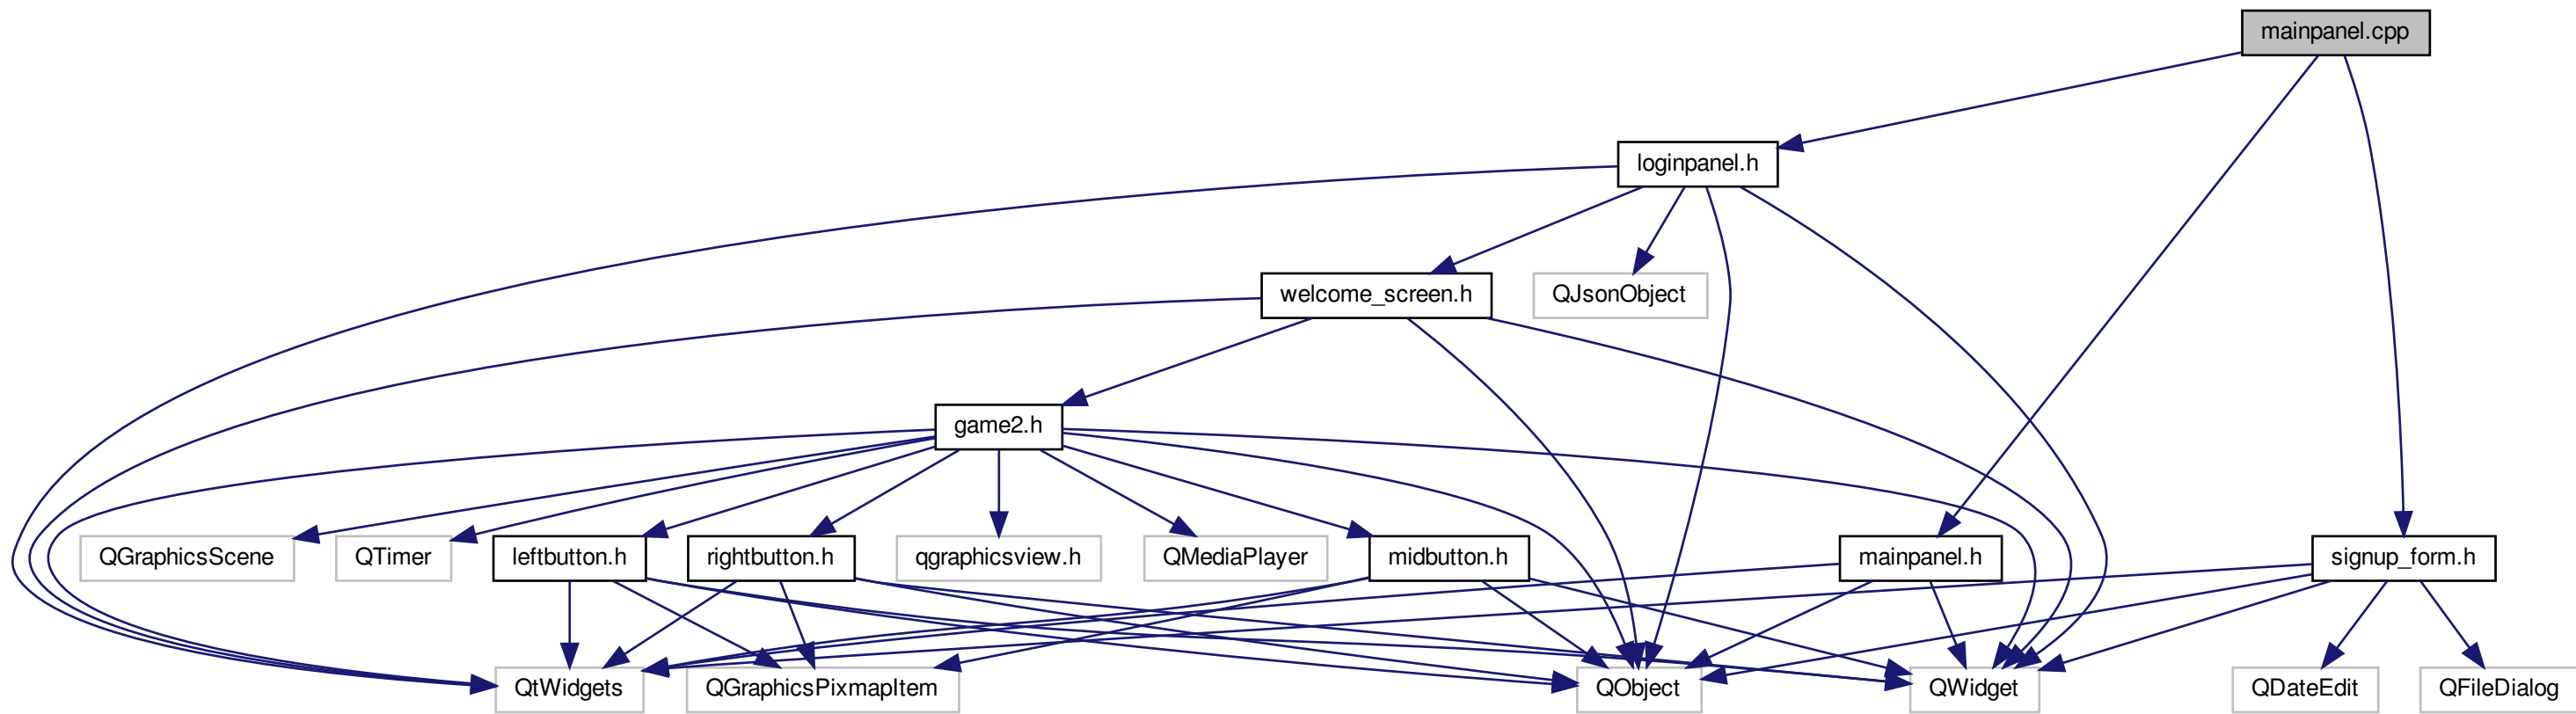 mainpanel.cpp
loginpanel.h
welcome_screen.h
QJsonObject
game2.h
QGraphicsScene
QTimer
leftbutton.h
rightbutton.h
qgraphicsview.h
QMediaPlayer
midbutton.h
mainpanel.h
signup_form.h
QtWidgets
QGraphicsPixmapItem
QObject
QWidget
QDateEdit
QFileDialog